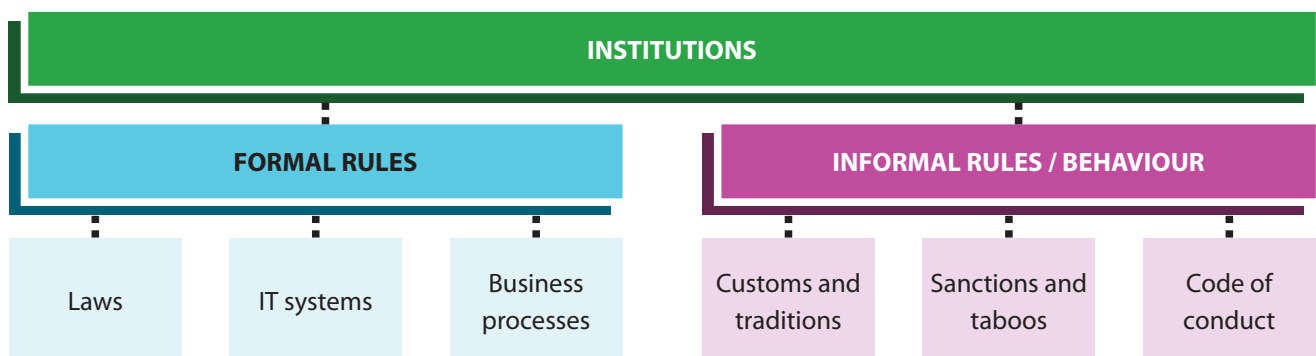 INSTITUTIONS
FORMAL RULES
INFORMAL RULES / BEHAVIOUR
Laws
IT systems
Business
processes
Customs and
traditions
Sanctions and
taboos
Code of
conduct